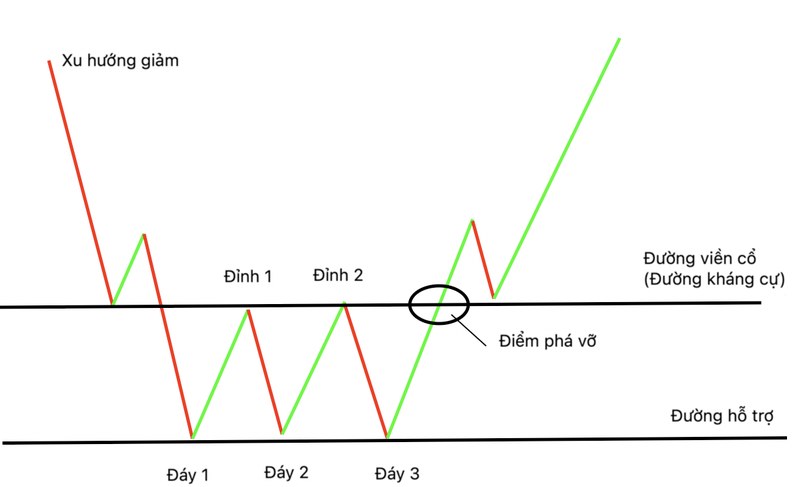 Xu hướng giảm
Đỉnh 1
Đỉnh 2
Đường viền cổ
(Đường kháng cự)
Điểm phá vỡ
Đường hỗ trợ
Đáy 1
Đáy 2
Đáy 3